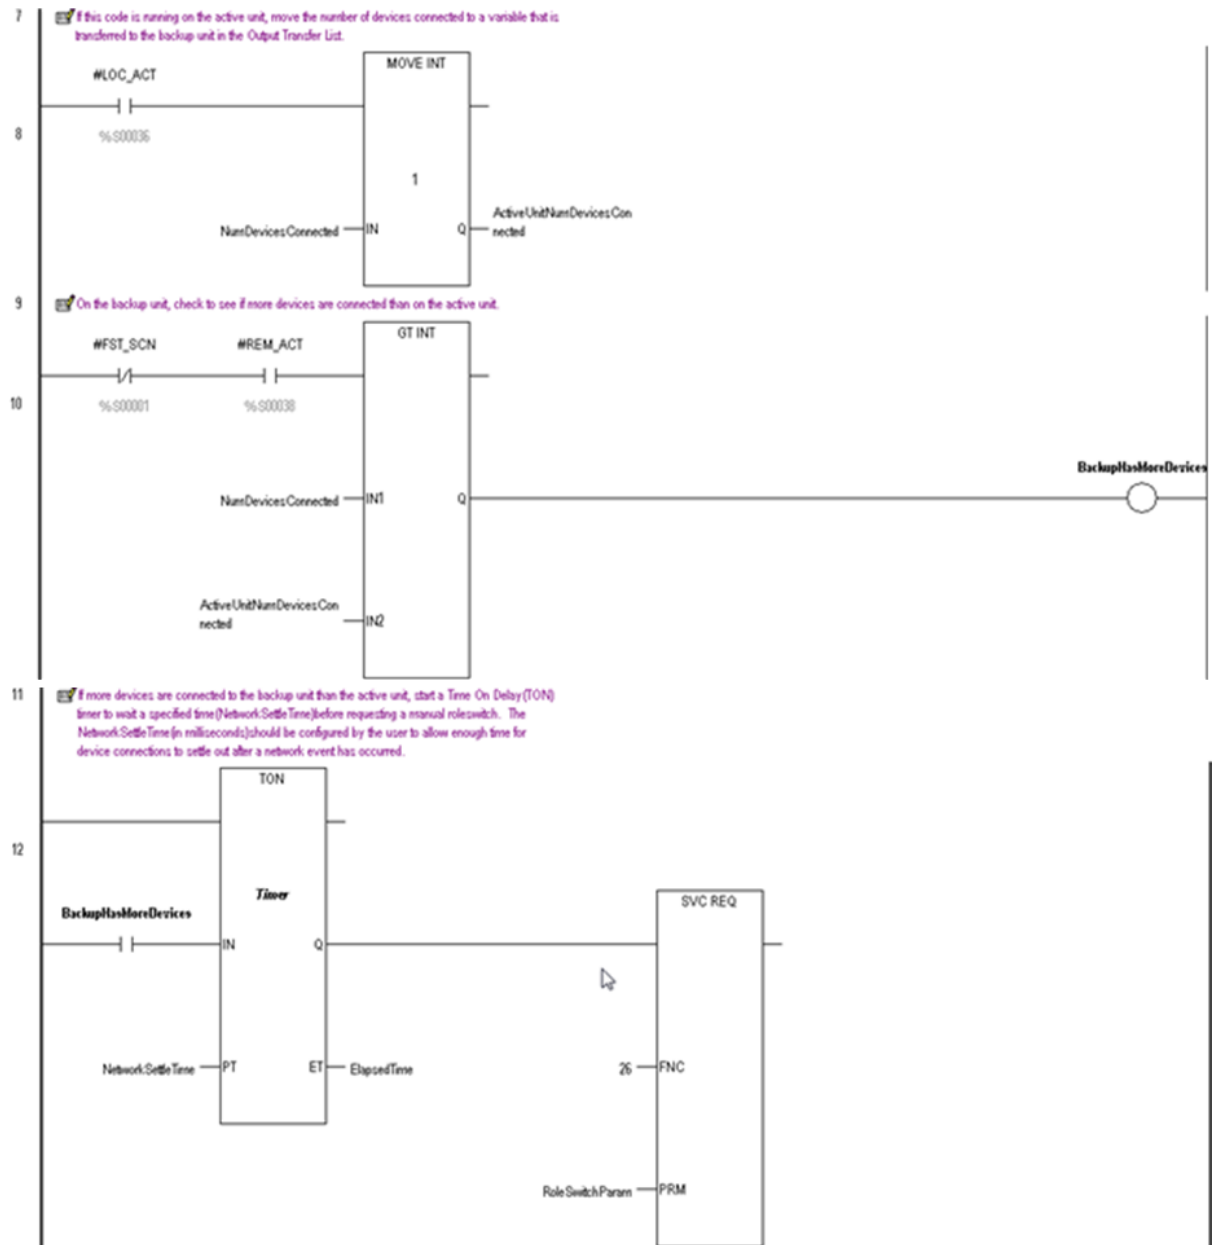 7
If this code is running on the active unit, move the number of devices connected to a variable that is
transferred to the backup unit in the Output Transfer List.
MOVE INT
#LOC_ACT
8
%S00036
1
ActiveUnitNumDevicesCon
NumDevicesConnected
IN
Q
nected
9
On the backup unit, check to see if more devices are connected than on the active unit.
GT INT
#FST_SCN
#REM_ACT
10
%S00001
%S00038
BackupHasMoreDevices
NumDevicesConnected
IN1
Q
ActiveUnitNumDevicesCon
nected
IN2
11
If more devices are connected to the backup unit than the active unit, start a Time On Delay(TON)
timer to wait a specified time(NetworkSettleTime)before requesting a manual roleswitch. The
NetworkSettleTime(in milliseconds)should be configured by the user to allow enough time for
device connections to settle out after a network event has occurred.
TON
12
Timer
SVC REQ
BackupHasMoreDevices
IN
Q
NetworkSettleTime
PT
ET
ElapsedTime
26
FNC
RoleSwitchParam
PRM